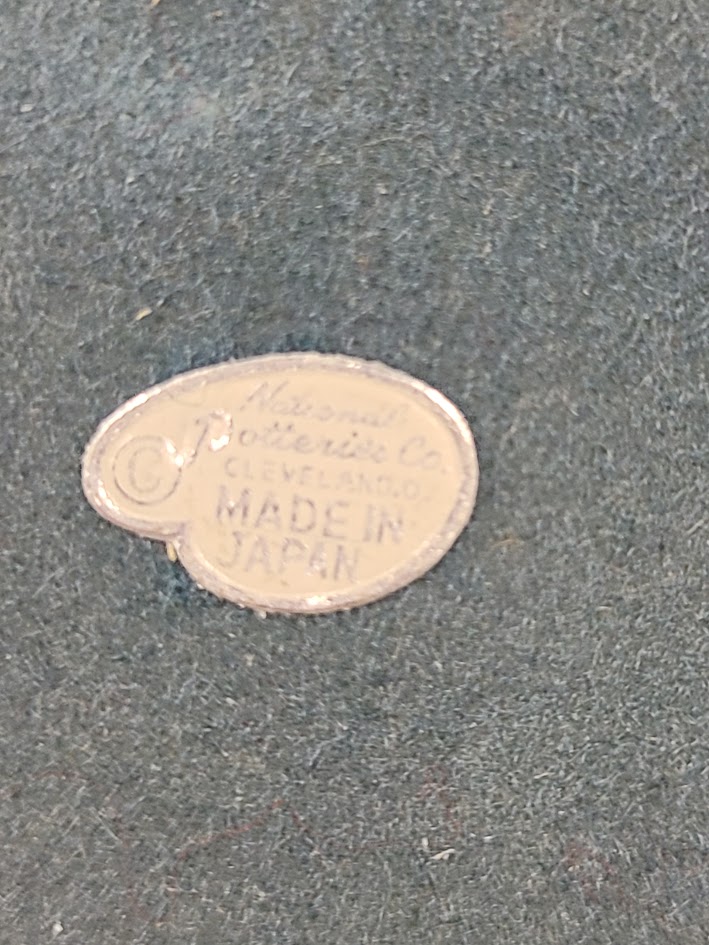 National
Potteries Co.
CLEVELAND, O.
©
MADE IN
JAPAN